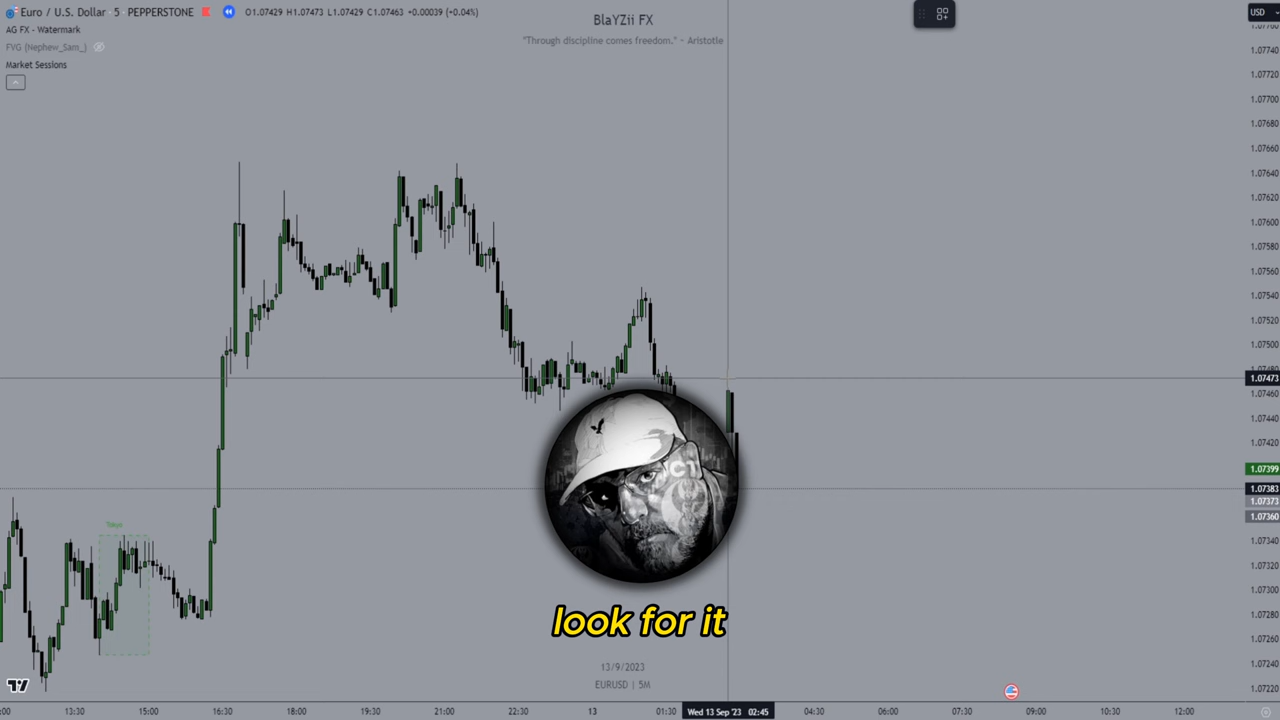 Euro / U.S. Dollar · 5 · PEPPERSTONE O1.07429 H1.07473 L1.07429 C1.07463 +0.00039 (+0.04%)
AG FX - Watermark
FVG (Nephew_Sam_)
Market Sessions
BlaYZii FX
"Through discipline comes freedom." ~ Aristotle
USD
1.07740
1.07720
1.07700
1.07680
1.07660
1.07640
1.07620
1.07600
1.07580
1.07560
1.07540
1.07520
1.07500
1.07473
1.07460
1.07440
1.07420
1.07399
1.07383
1.07373
1.07360
1.07340
1.07320
1.07300
1.07280
1.07260
1.07240
1.07220
Tokyo
CT
look for it
13/9/2023
EURUSD | 5M
13:30 15:00 16:30 18:00 19:30 21:00 22:30 13 01:30 Wed 13 Sep '23 02:45 04:30 06:00 07:30 09:00 10:30 12:00